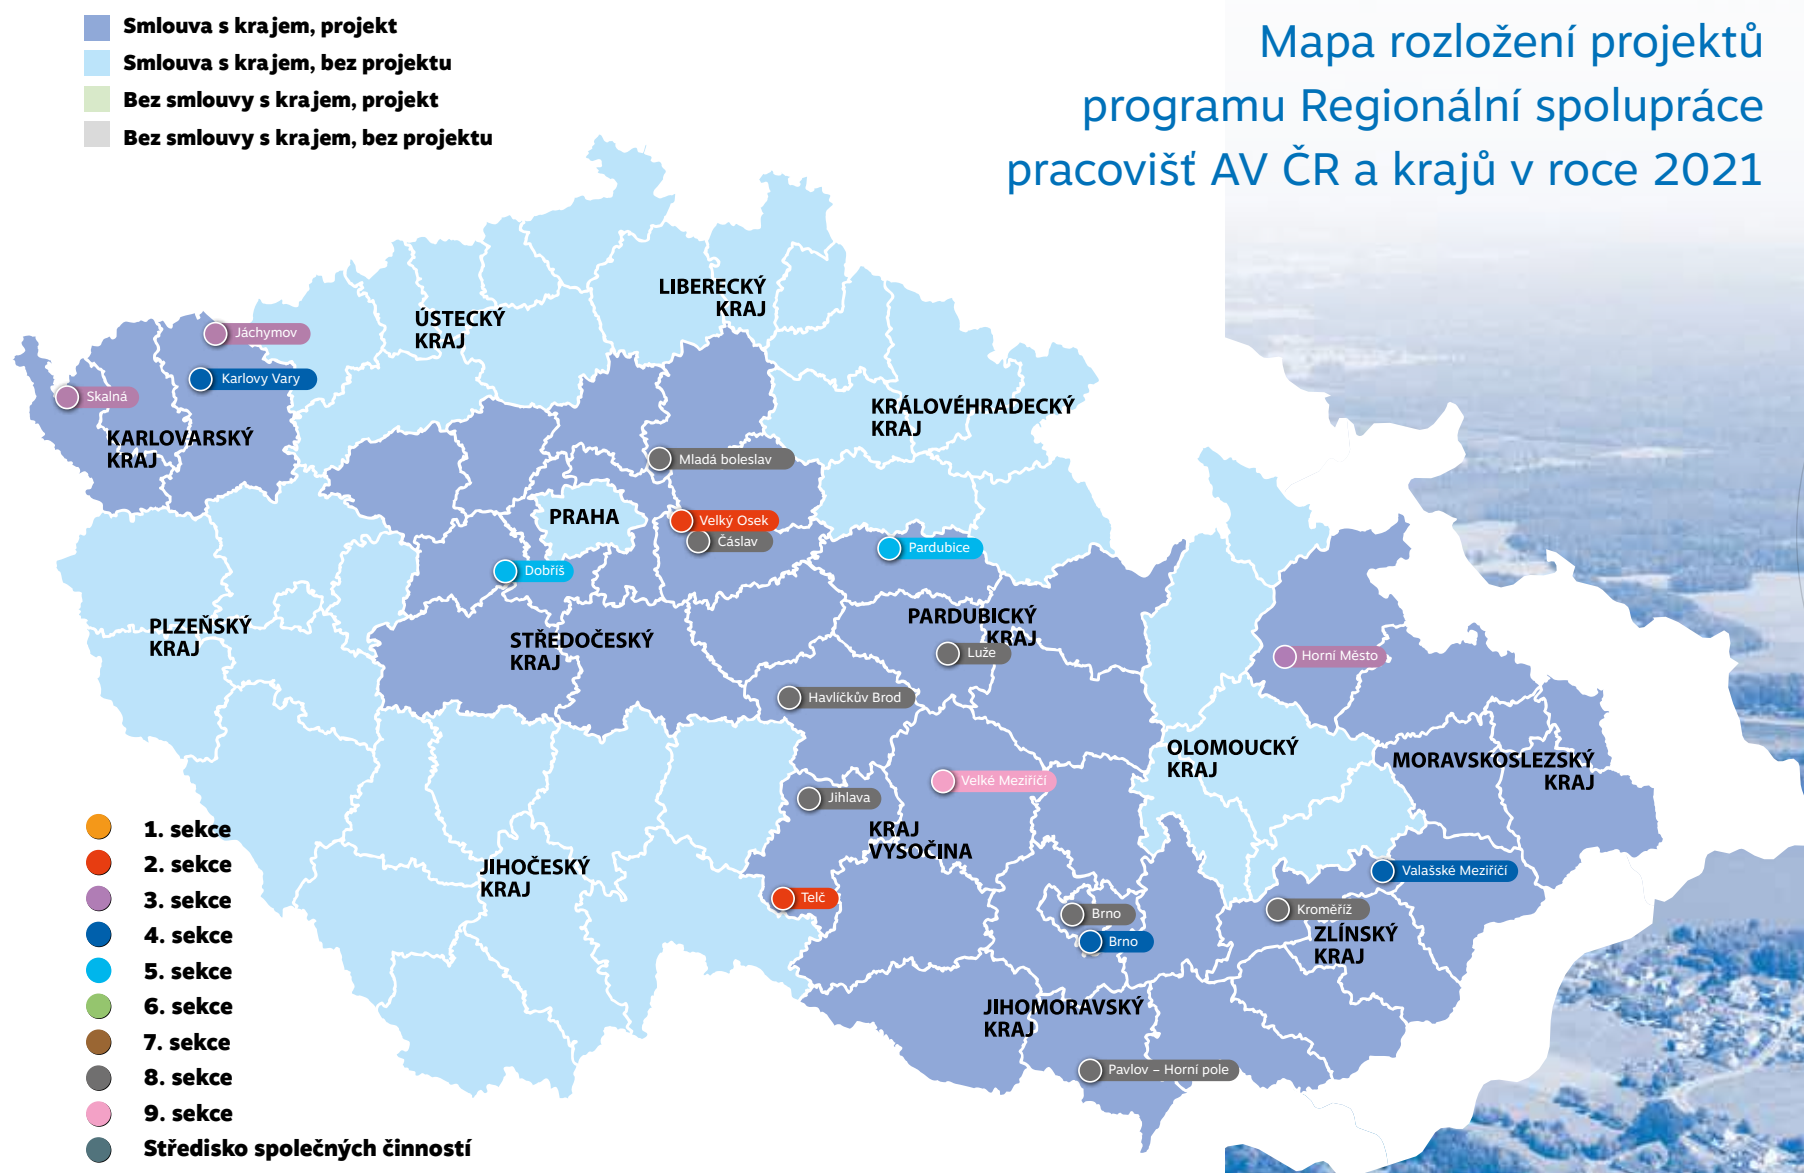 Smlouva s krajem, projekt
Smlouva s krajem, bez projektu
Bez smlouvy s krajem, projekt
Bez smlouvy s krajem, bez projektu
Mapa rozložení projektů
programu Regionální spolupráce
pracovišť AV ČR a krajů v roce 2021
LIBERECKÝ
KRAJ
ÚSTECKÝ
KRAJ
Jáchymov
Karlovy Vary
Skalná
KARLOVARSKÝ
KRAJ
KRÁLOVÉHRADECKÝ
KRAJ
Mladá boleslav
PRAHA
Velký Osek
Čáslav
Pardubice
Dobříš
PLZEŇSKÝ
KRAJ
STŘEDOČESKÝ
KRAJ
PARDUBICKÝ
KRAJ
Luže
Horní Město
Havlíčkův Brod
OLOMOUCKÝ
KRAJ
MORAVSKOSLEZSKÝ
KRAJ
Velké Meziříčí
Jihlava
KRAJ
VYSOČINA
JIHOČESKÝ
KRAJ
Valašské Meziříčí
Telč
Brno
Kroměříž
Brno
ZLÍNSKÝ
KRAJ
JIHOMORAVSKÝ
KRAJ
Pavlov – Horní pole
1. sekce
2. sekce
3. sekce
4. sekce
5. sekce
6. sekce
7. sekce
8. sekce
9. sekce
Středisko společných činností